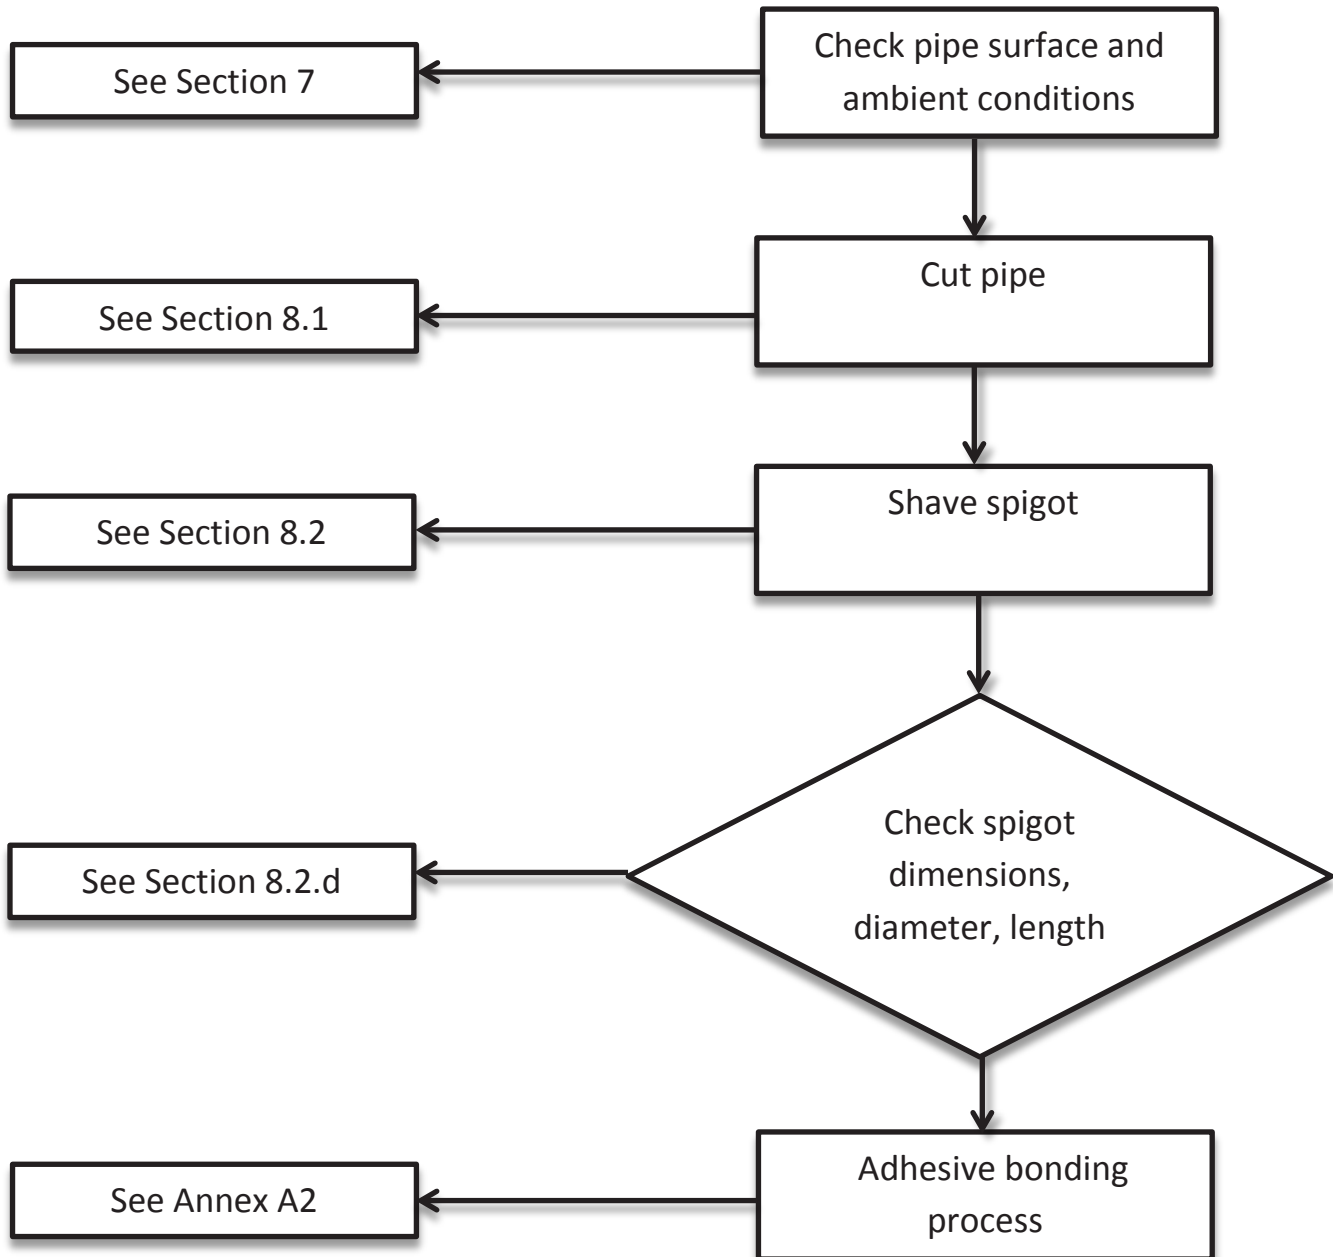 Check pipe surface and
ambient conditions
See Section 7
Cut pipe
See Section 8.1
Shave spigot
See Section 8.2
Check spigot
dimensions,
diameter, length
See Section 8.2.d
Adhesive bonding
process
See Annex A2